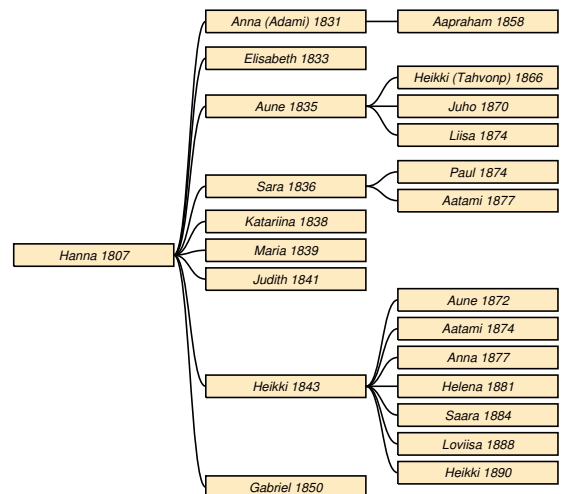 Hanna 1807
Anna (Adami) 1831
Aapraham 1858
Elisabeth 1833
Aune 1835
Heikki (Tahvonp) 1866
Juho 1870
Liisa 1874
Sara 1836
Paul 1874
Aatami 1877
Katariina 1838
Maria 1839
Judith 1841
Heikki 1843
Aune 1872
Aatami 1874
Anna 1877
Helena 1881
Saara 1884
Loviisa 1888
Heikki 1890
Gabriel 1850